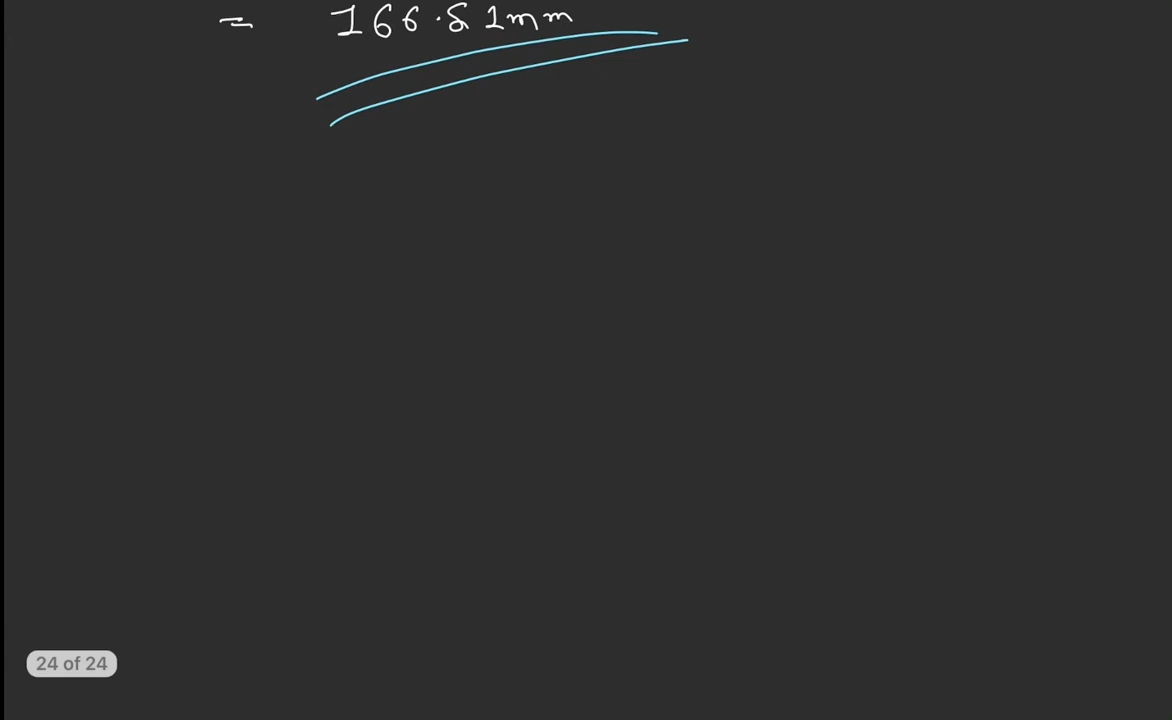 = 166.81mm
24 of 24